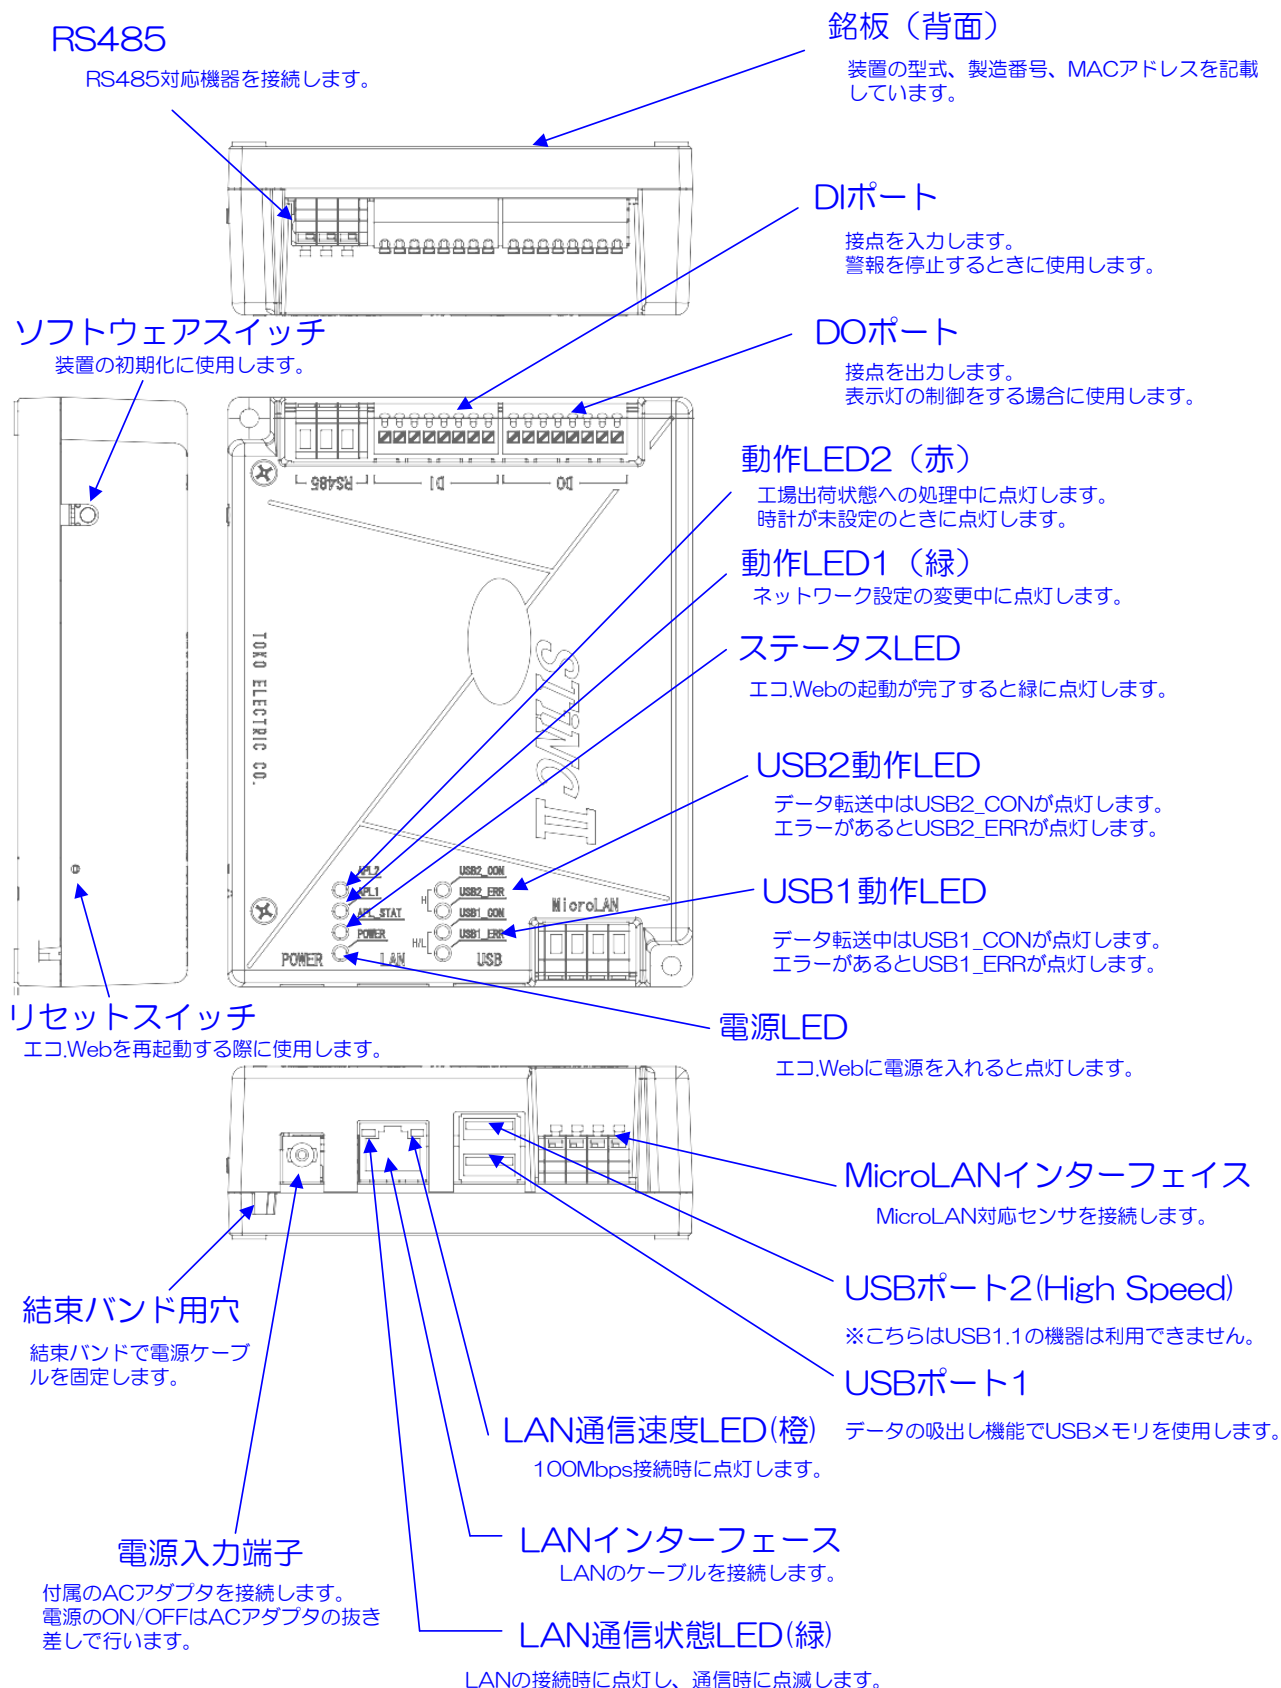 RS485
RS485対応機器を接続します。
銘板（背面）
装置の型式、製造番号、MACアドレスを記載
しています。
DIポート
接点を入力します。
警報を停止するときに使用します。
ソフトウェアスイッチ
装置の初期化に使用します。
DOポート
接点を出力します。
表示灯の制御をする場合に使用します。
RS485
DI
DO
動作LED2（赤）
工場出荷状態への処理中に点灯します。
時計が未設定のときに点灯します。
動作LED1（緑）
ネットワーク設定の変更中に点灯します。
ステータスLED
エコ.Webの起動が完了すると緑に点灯します。
TOKO ELECTRIC CO.
STiNC II
USB2動作LED
データ転送中はUSB2_CONが点灯します。
エラーがあるとUSB2_ERRが点灯します。
APL2
APL1
APL_STAT
POWER
USB2_CON
USB2_ERR
USB1_CON
USB1_ERR
H
H/L
MicroLAN
POWER
LAN
USB
USB1動作LED
データ転送中はUSB1_CONが点灯します。
エラーがあるとUSB1_ERRが点灯します。
リセットスイッチ
エコ.Webを再起動する際に使用します。
電源LED
エコ.Webに電源を入れると点灯します。
MicroLANインターフェイス
MicroLAN対応センサを接続します。
USBポート2(High Speed)
※こちらはUSB1.1の機器は利用できません。
USBポート1
データの吸出し機能でUSBメモリを使用します。
結束バンド用穴
結束バンドで電源ケーブ
ルを固定します。
LAN通信速度LED(橙)
100Mbps接続時に点灯します。
LANインターフェース
LANのケーブルを接続します。
電源入力端子
付属のACアダプタを接続します。
電源のON/OFFはACアダプタの抜き
差しで行います。
LAN通信状態LED(緑)
LANの接続時に点灯し、通信時に点滅します。